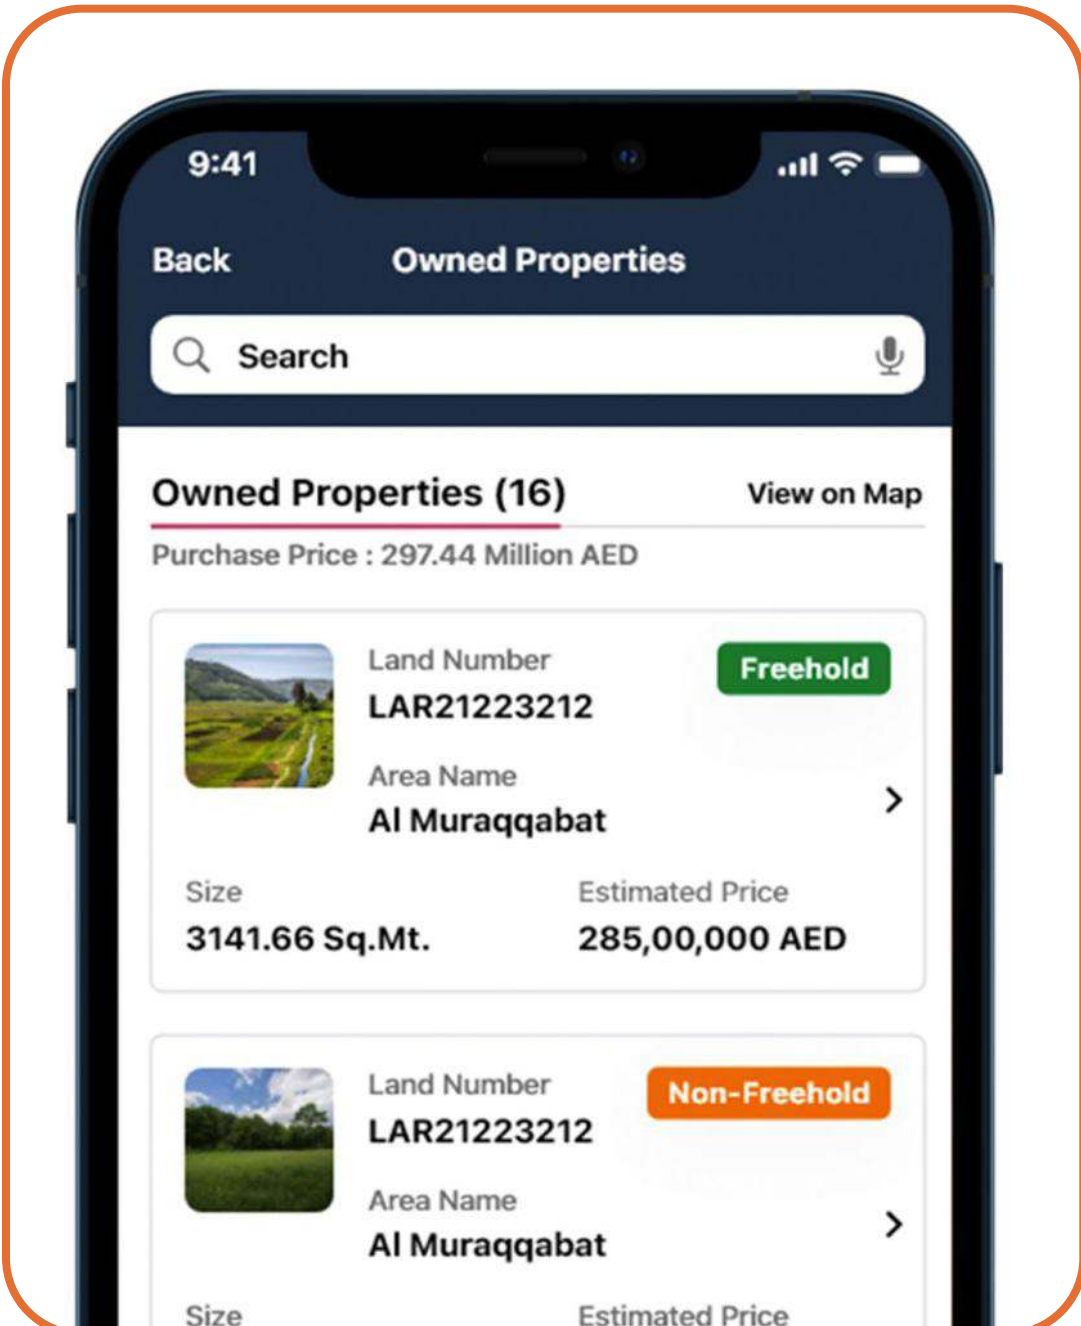 9:41
Back
Owned Properties
Search
Owned Properties (16)
View on Map
Purchase Price : 297.44 Million AED
Land Number
Freehold
LAR21223212
Area Name
Al Muraqqabat
Size
Estimated Price
3141.66 Sq.Mt.
285,00,000 AED
Land Number
Non-Freehold
LAR21223212
Area Name
Al Muraqqabat
Size
Estimated Price